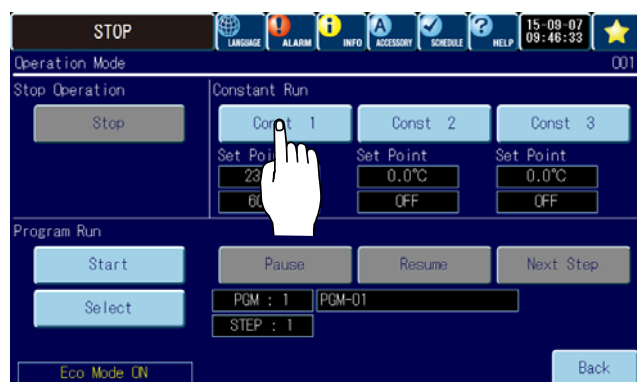 STOP
LANGUAGE ALARM INFO ACCESSORY SCHEDULE HELP
15-09-07
09:46:33
Operation Mode 001
Stop Operation
Constant Run
Stop
Const 1 Const 2 Const 3
Set Point Set Point
0.0°C 0.0°C
OFF OFF
Program Run
Start Pause Resume Next Step
Select
PGM : 1 PGM-01
STEP : 1
Eco Mode ON
Back